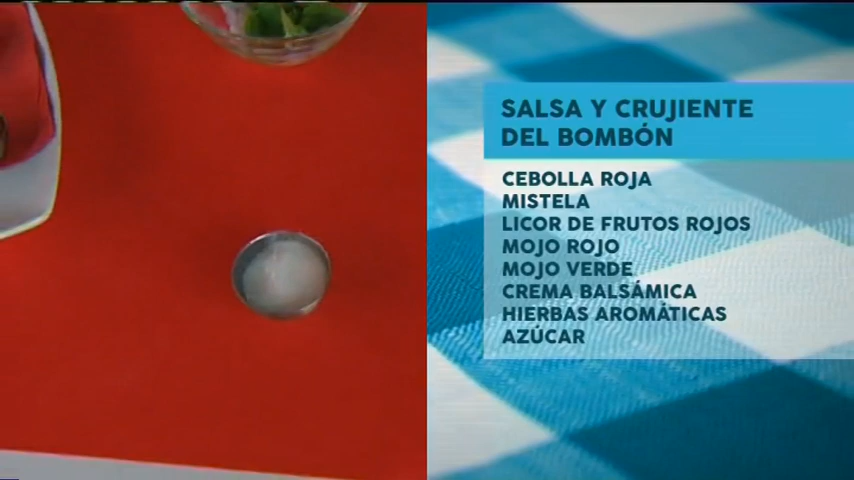 SALSA Y CRUJIENTE
DEL BOMBÓN
CEBOLLA ROJA
MISTELA
LICOR DE FRUTOS ROJOS
MOJO ROJO
MOJO VERDE
CREMA BALSÁMICA
HIERBAS AROMÁTICAS
AZÚCAR